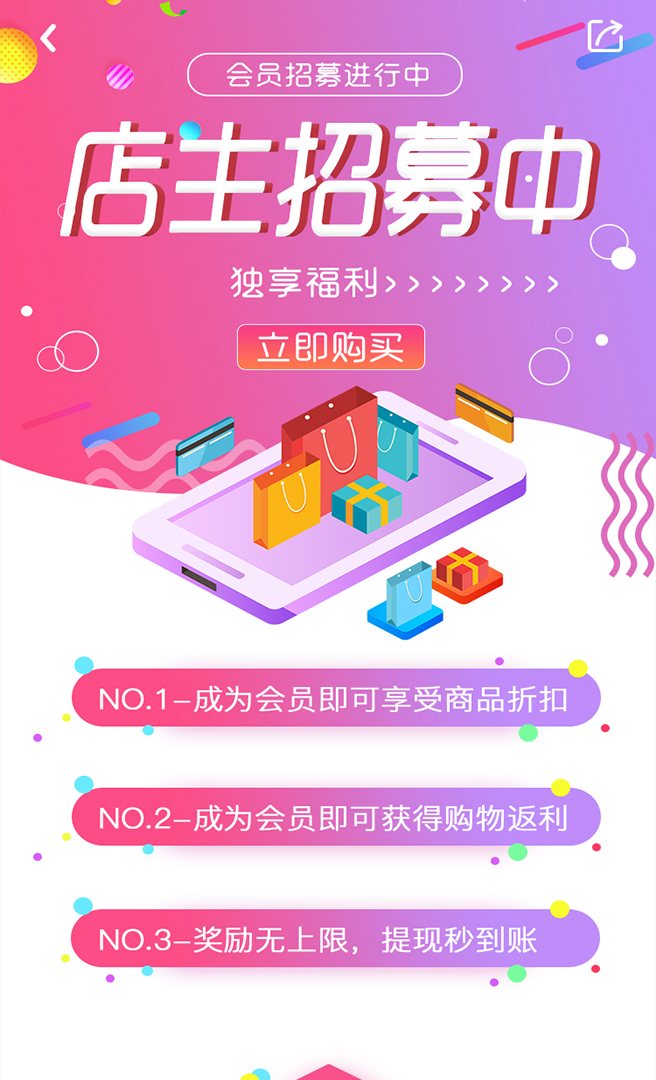 会员招募进行中
店主招募中
独享福利>>>>>>>>>
立即购买
NO.1-成为会员即可享受商品折扣
NO.2-成为会员即可获得购物返利
NO.3-奖励无上限，提现秒到账